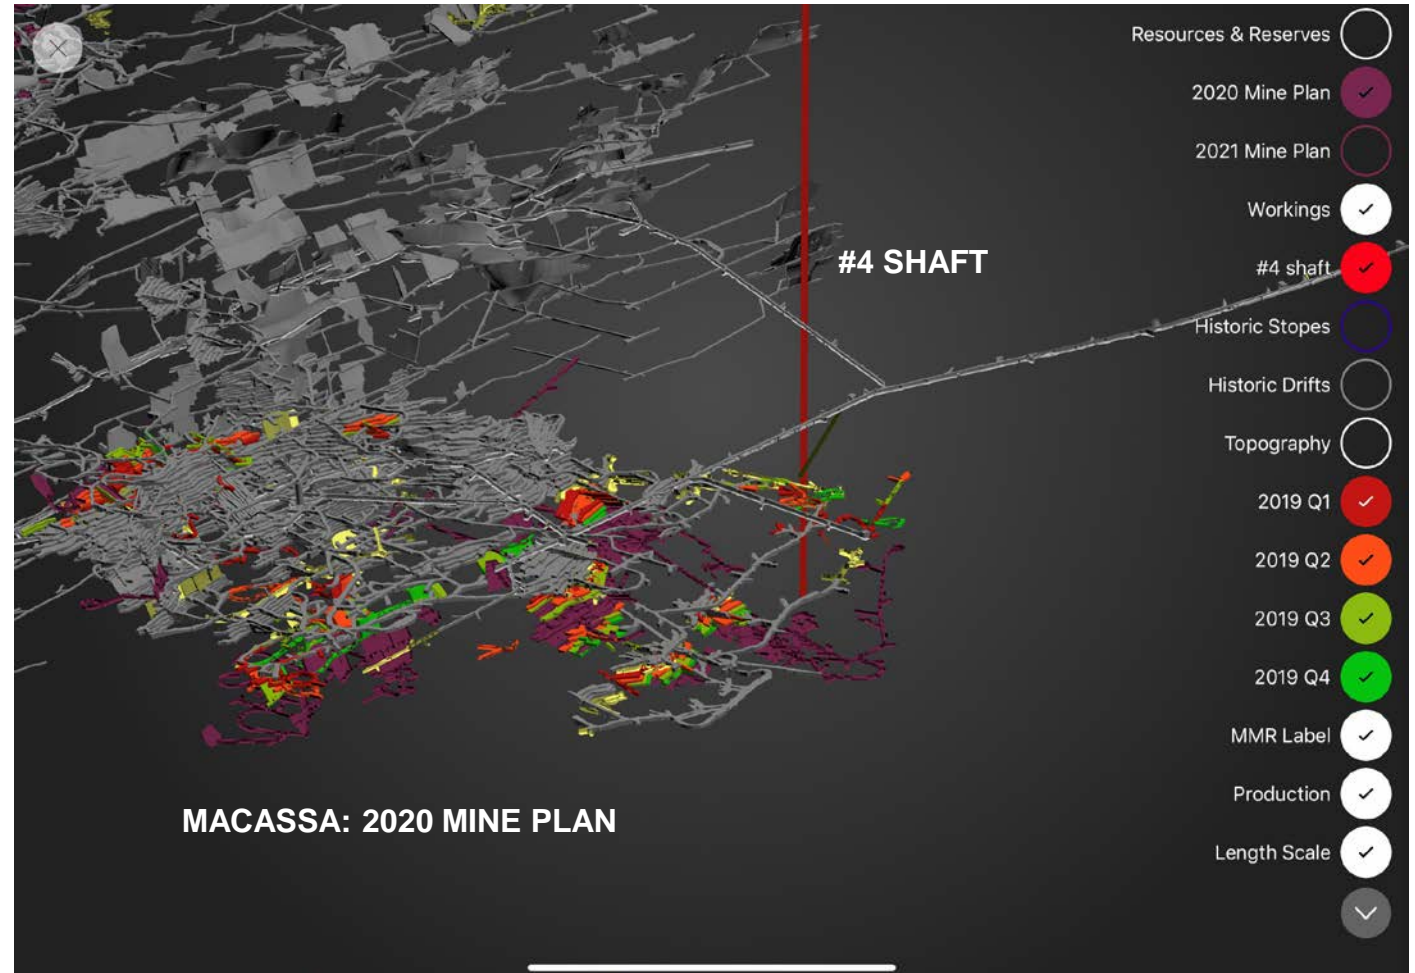 Resources & Reserves
2020 Mine Plan
2021 Mine Plan
Workings
#4 SHAFT
#4 shaft
Historic Stopes
Historic Drifts
Topography
2019 Q1
2019 Q2
2019 Q3
2019 Q4
MMR Label
Production
MACASSA: 2020 MINE PLAN
Length Scale